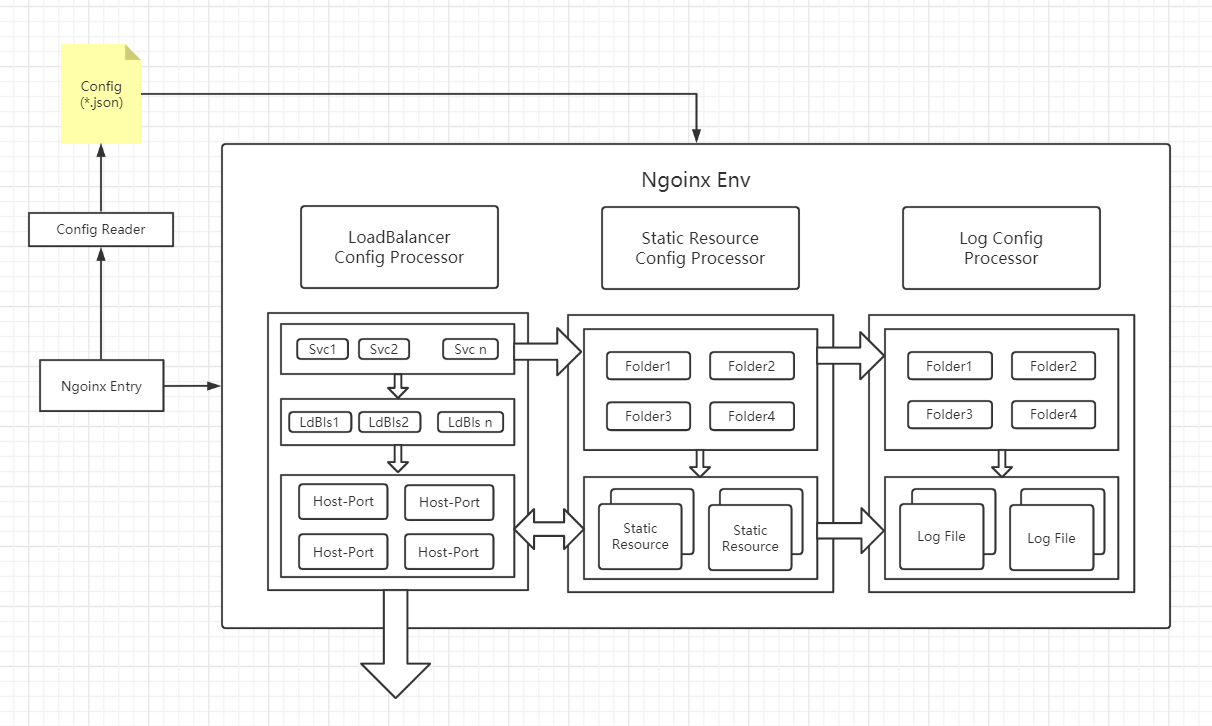 Config
(*.json)
Config Reader
Ngoinx Entry
Ngoinx Env
LoadBalancer
Config Processor
Static Resource
Config Processor
Log Config
Processor
Svc1
Svc2
Svc n
LdBls1
LdBls2
LdBls n
Host-Port
Host-Port
Host-Port
Host-Port
Folder1
Folder2
Folder3
Folder4
Static
Resource
Static
Resource
Folder1
Folder2
Folder3
Folder4
Log File
Log File